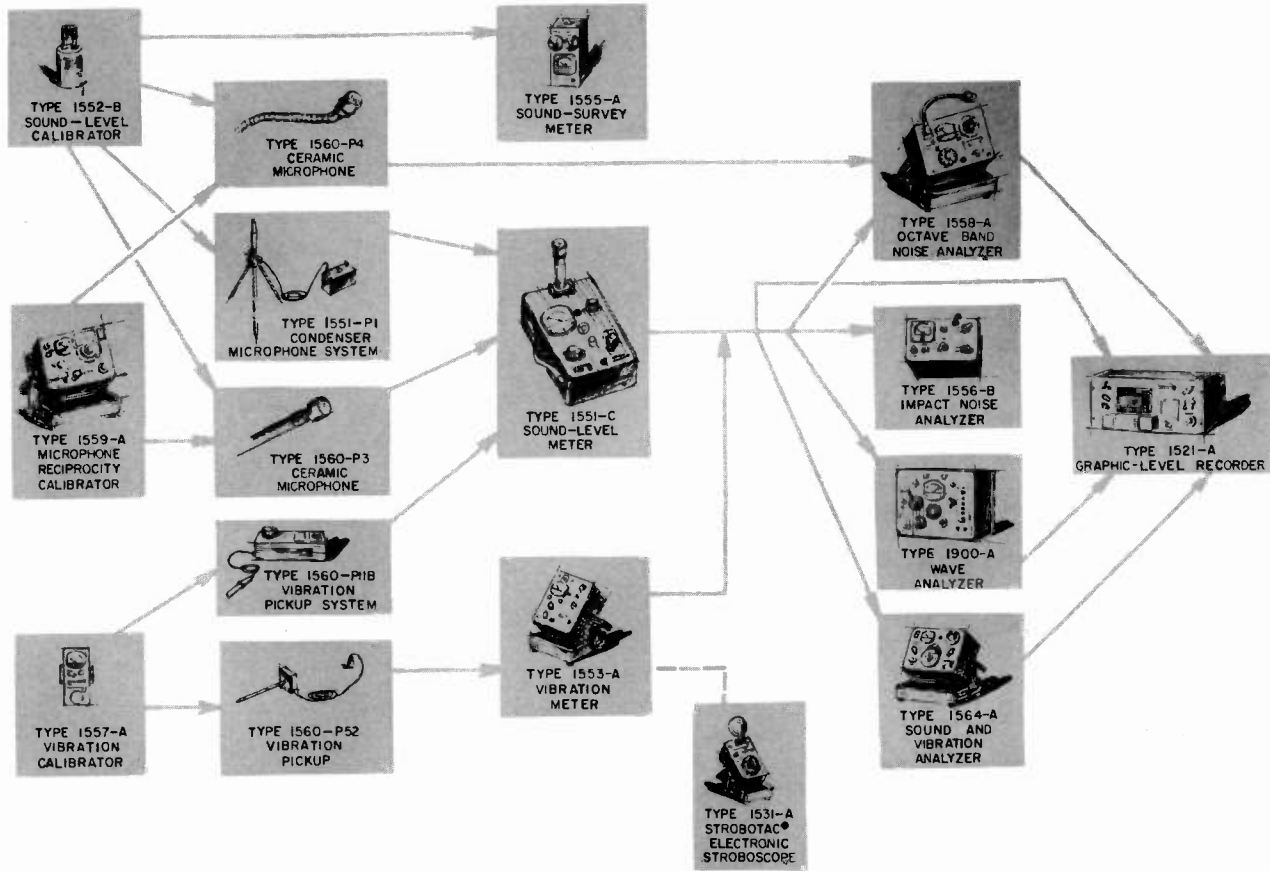 TYPE 1552-B
SOUND-LEVEL
CALIBRATOR
TYPE 1555-A
SOUND-SURVEY
METER
TYPE 1560-P4
CERAMIC
MICROPHONE
TYPE 1558-A
OCTAVE BAND
NOISE ANALYZER
TYPE 1551-P1
CONDENSER
MICROPHONE SYSTEM
TYPE 1559-A
MICROPHONE
RECIPROCITY
CALIBRATOR
TYPE 1551-C
SOUND-LEVEL
METER
TYPE 1556-B
IMPACT NOISE
ANALYZER
TYPE 1521-A
GRAPHIC-LEVEL RECORDER
TYPE 1560-P3
CERAMIC
MICROPHONE
TYPE 1900-A
WAVE
ANALYZER
TYPE 1560-P11B
VIBRATION
PICKUP SYSTEM
TYPE 1553-A
VIBRATION
METER
TYPE 1557-A
VIBRATION
CALIBRATOR
TYPE 1560-P52
VIBRATION
PICKUP
TYPE 1564-A
SOUND AND
VIBRATION
ANALYZER
TYPE 1531-A
STROBOTAC®
ELECTRONIC
STROBOSCOPE